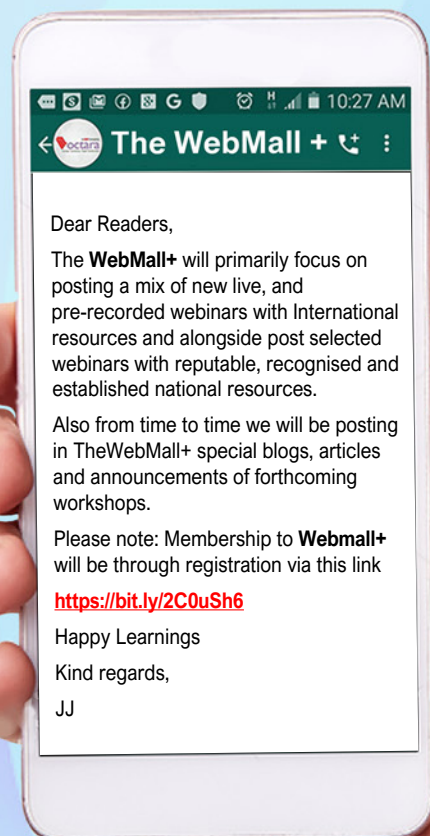 10:27 AM
octara The WebMall +
Dear Readers,
The WebMall+ will primarily focus on
posting a mix of new live, and
pre-recorded webinars with International
resources and alongside post selected
webinars with reputable, recognised and
established national resources.
Also from time to time we will be posting
in TheWebMall+ special blogs, articles
and announcements of forthcoming
workshops.
Please note: Membership to Webmall+
will be through registration via this link
https://bit.ly/2C0uSh6
Happy Learnings
Kind regards,
JJ